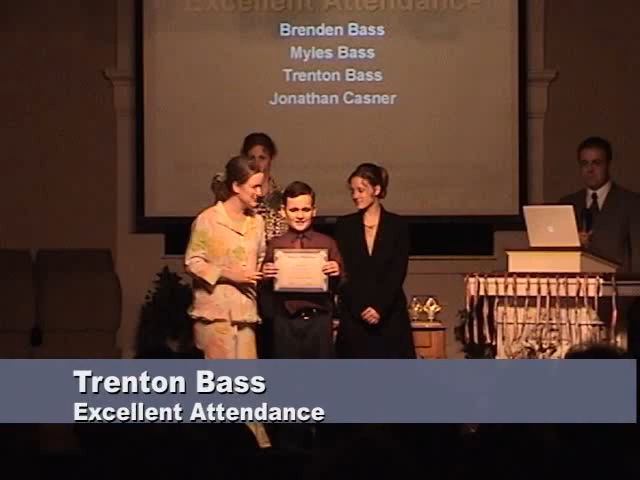 Excellent Attendance
Brenden Bass
Myles Bass
Trenton Bass
Jonathan Casner
Trenton Bass
Excellent Attendance